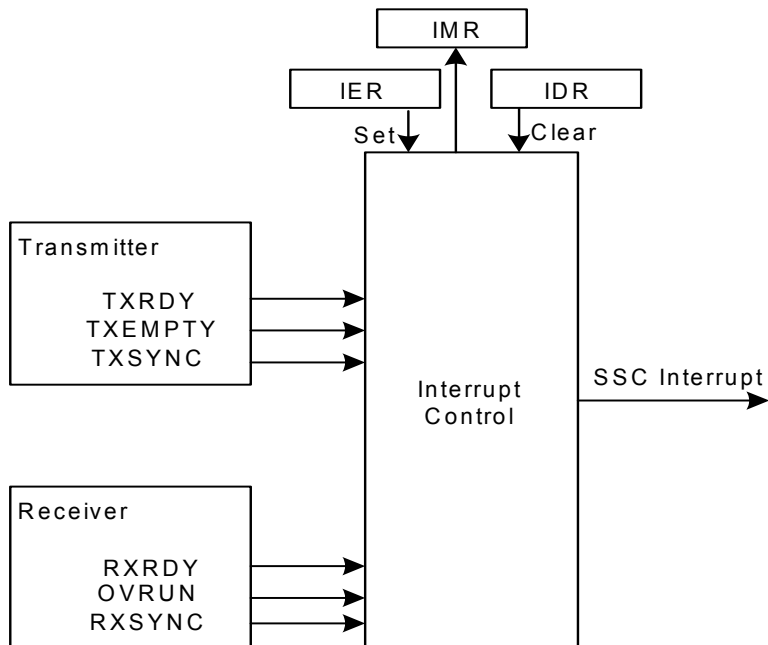 IMR
IER
IDR
Set
Clear
Transmitter
TXRDY
TXEMPTY
TXSYNC
Interrupt
Control
SSC Interrupt
Receiver
RXRDY
OVRUN
RXSYNC